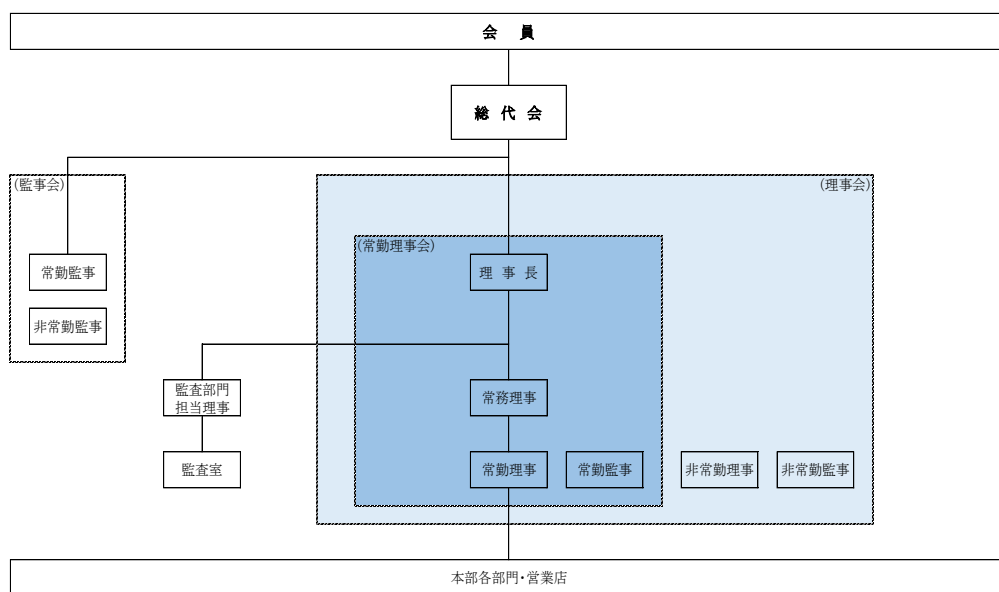 会 員
総 代 会
(監事会)
(理事会)
(常勤理事会)
常勤監事
理 事 長
非常勤監事
監査部門
担当理事
常務理事
監査室
常勤理事
常勤監事
非常勤理事
非常勤監事
本部各部門・営業店